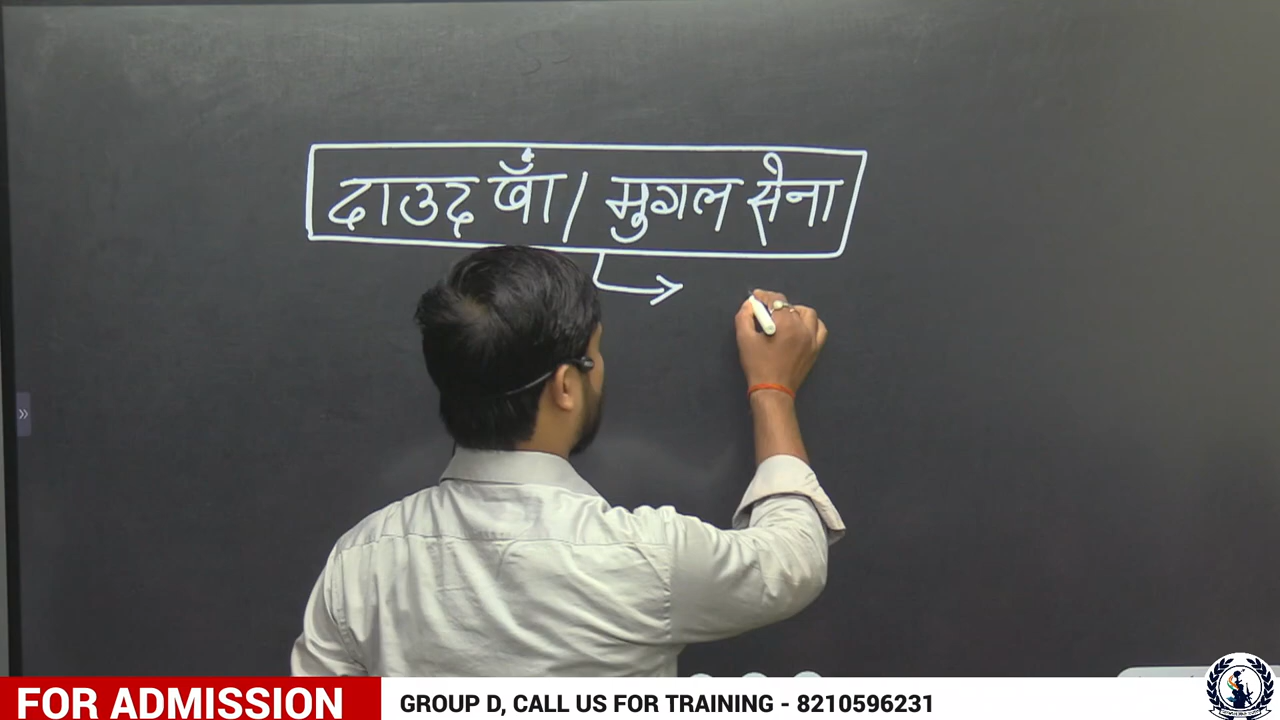 दाउद खाँ / मुगल सेना
FOR ADMISSION GROUP D, CALL US FOR TRAINING - 8210596231